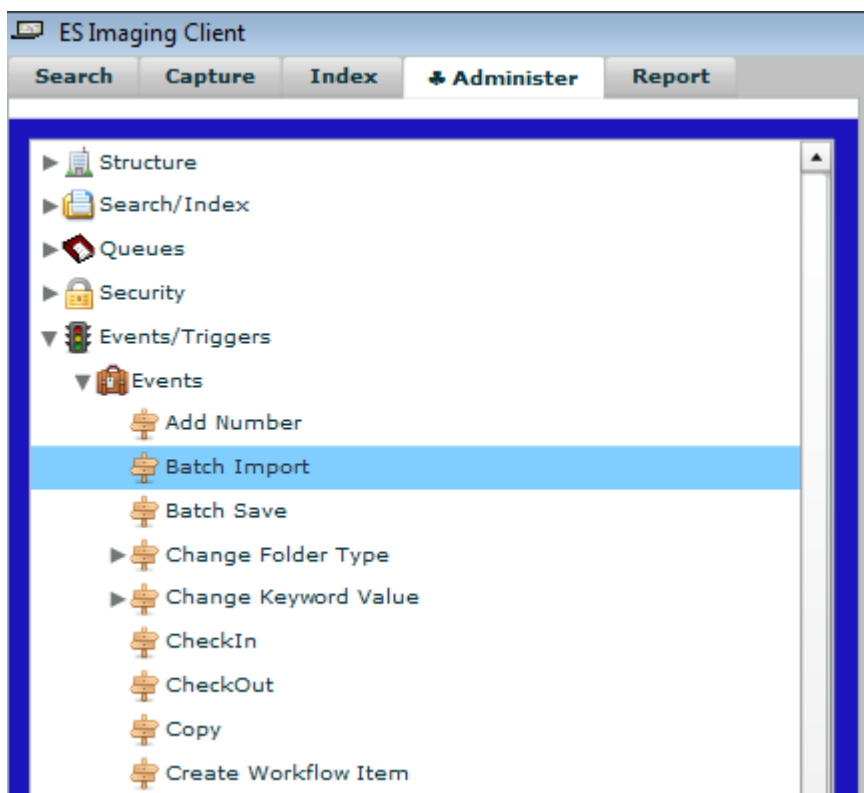 ES Imaging Client
Search Capture Index Administer Report
Structure
Search/Index
Queues
Security
Events/Triggers
Events
Add Number
Batch Import
Batch Save
Change Folder Type
Change Keyword Value
CheckIn
CheckOut
Copy
Create Workflow Item